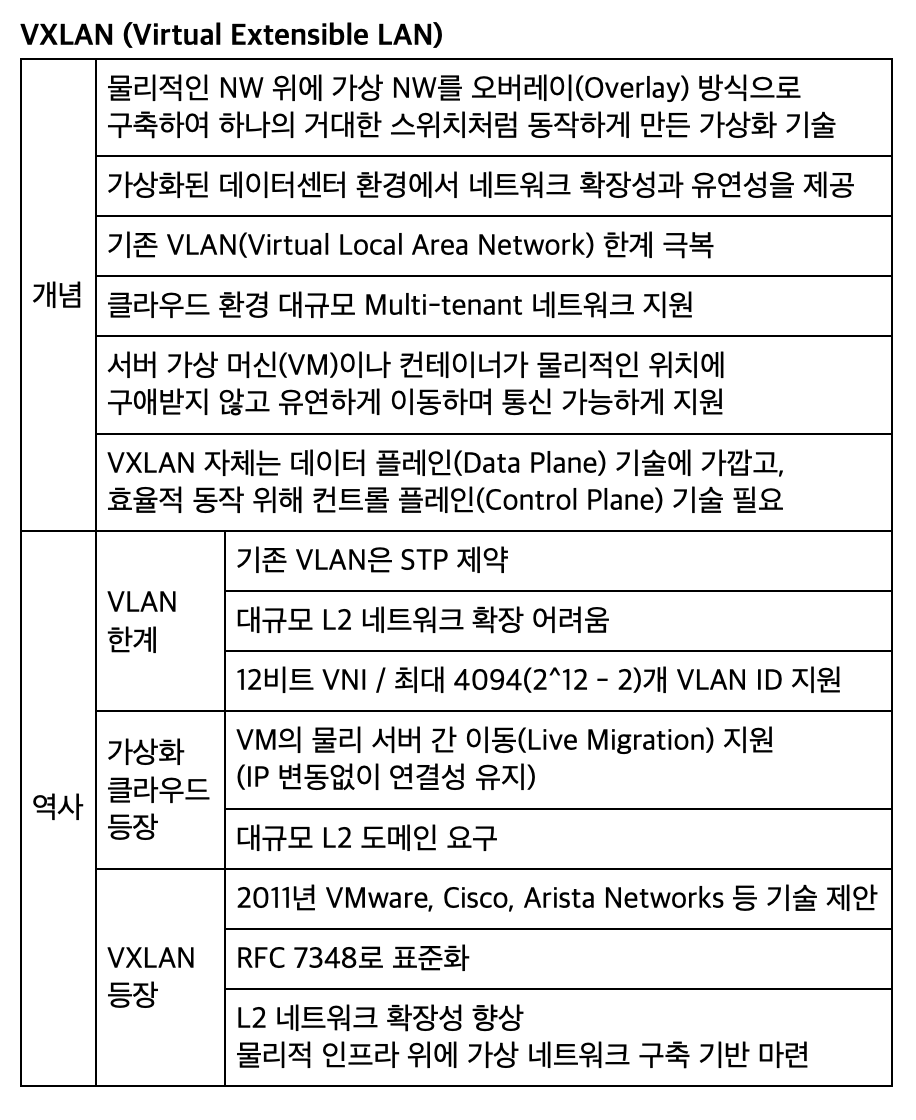 VXLAN (Virtual Extensible LAN)
개념
물리적인 NW 위에 가상 NW를 오버레이(Overlay) 방식으로
구축하여 하나의 거대한 스위치처럼 동작하게 만든 가상화 기술
가상화된 데이터센터 환경에서 네트워크 확장성과 유연성을 제공
기존 VLAN(Virtual Local Area Network) 한계 극복
클라우드 환경 대규모 Multi-tenant 네트워크 지원
서버 가상 머신(VM)이나 컨테이너가 물리적인 위치에
구애받지 않고 유연하게 이동하며 통신 가능하게 지원
VXLAN 자체는 데이터 플레인(Data Plane) 기술에 가깝고,
효율적 동작 위해 컨트롤 플레인(Control Plane) 기술 필요
역사
VLAN
한계
기존 VLAN은 STP 제약
대규모 L2 네트워크 확장 어려움
12비트 VNI / 최대 4094(2^12 - 2)개 VLAN ID 지원
가상화
클라우드
등장
VM의 물리 서버 간 이동(Live Migration) 지원
(IP 변동없이 연결성 유지)
대규모 L2 도메인 요구
VXLAN
등장
2011년 VMware, Cisco, Arista Networks 등 기술 제안
RFC 7348로 표준화
L2 네트워크 확장성 향상
물리적 인프라 위에 가상 네트워크 구축 기반 마련